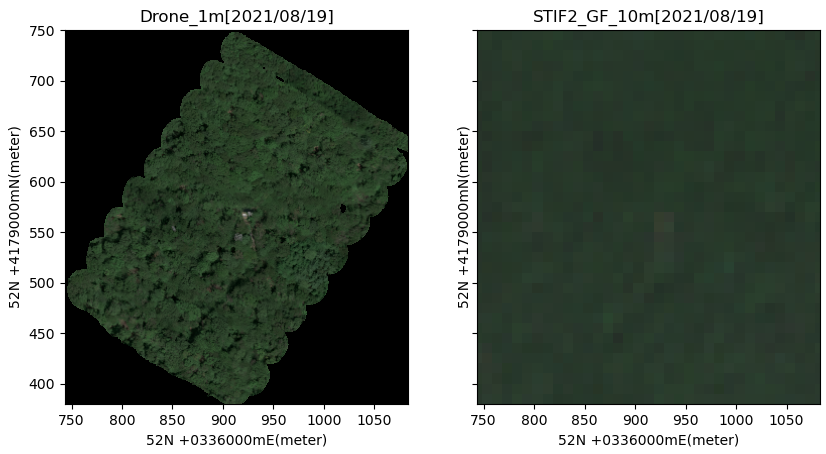 Drone_1m[2021/08/19]
STIF2_GF_10m[2021/08/19]
750
700
650
600
550
500
450
400
52N +4179000mN(meter)
52N +4179000mN(meter)
750 800 850 900 950 1000 1050
750 800 850 900 950 1000 1050
52N +0336000mE(meter)
52N +0336000mE(meter)